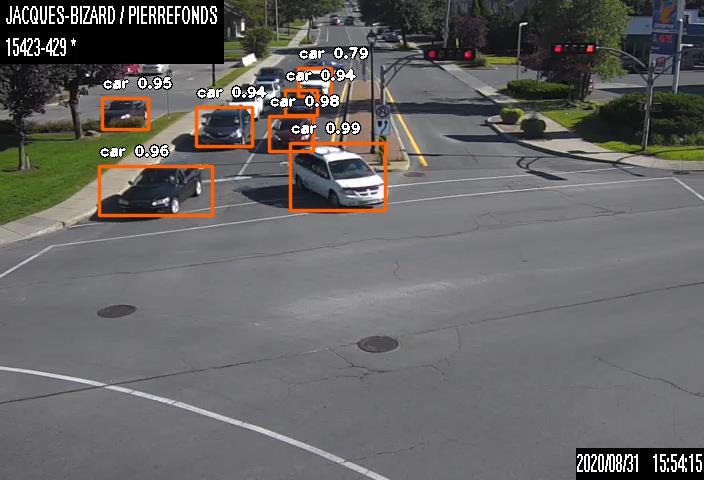 JACQUES-BIZARD / PIERREFONDS
15423-429 *
car 0.79
car 0.94
car 0.95
car 0.94
car 0.98
car 0.99
car 0.96
2020/08/31 15:54:15